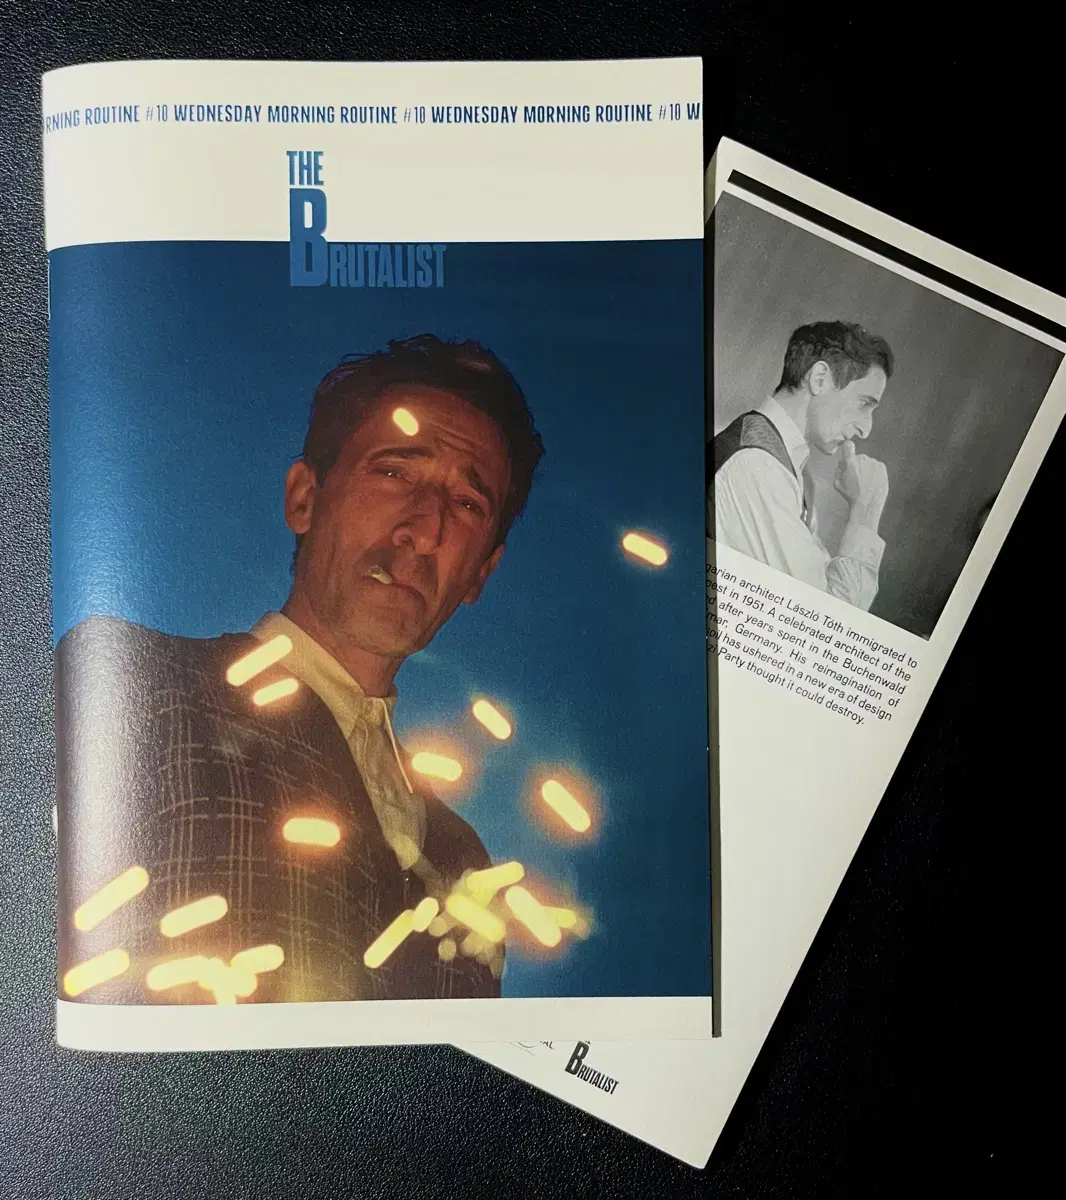 RNING ROUTINE #10 WEDNESDAY MORNING ROUTINE #10 WEDNESDAY MORNING ROUTINE #10 W
THE
BRUTALIST
garian architect László Tóth immigrated to
pest in 1951. A celebrated architect of the
d after years spent in the Buchenwald
mar, Germany. His reimagination of
soil has ushered in a new era of design
zi Party thought it could destroy.
BRUTALIST